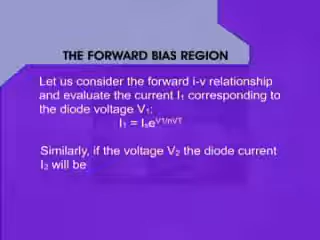 THE FORWARD BIAS REGION
Let us consider the forward i-v relationship
and evaluate the current I₁ corresponding to
the diode voltage V₁:
I₁ = Iₛe^V1/nVT
Similarly, if the voltage V₂ the diode current
I₂ will be